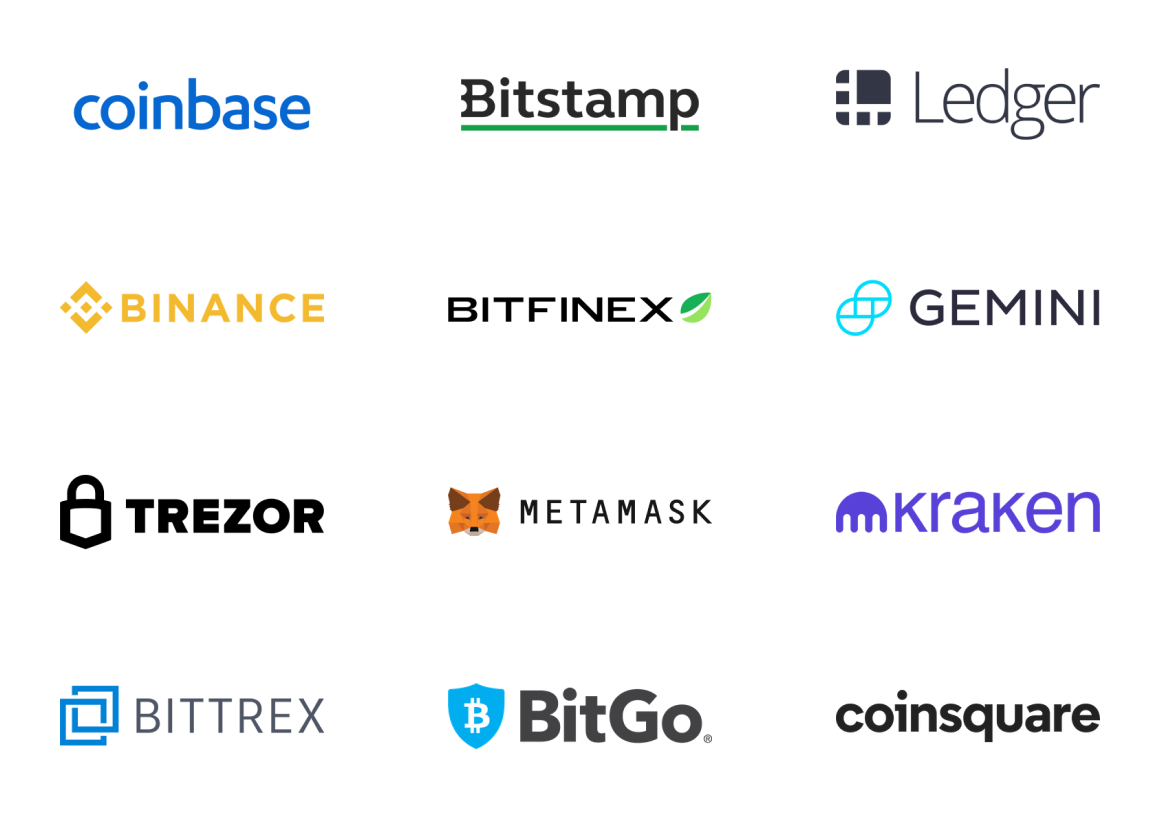 coinbase
Bitstamp
Ledger
BINANCE
BITFINEX
GEMINI
TREZOR
METAMASK
kraken
BITTREX
BitGo®
coinsquare